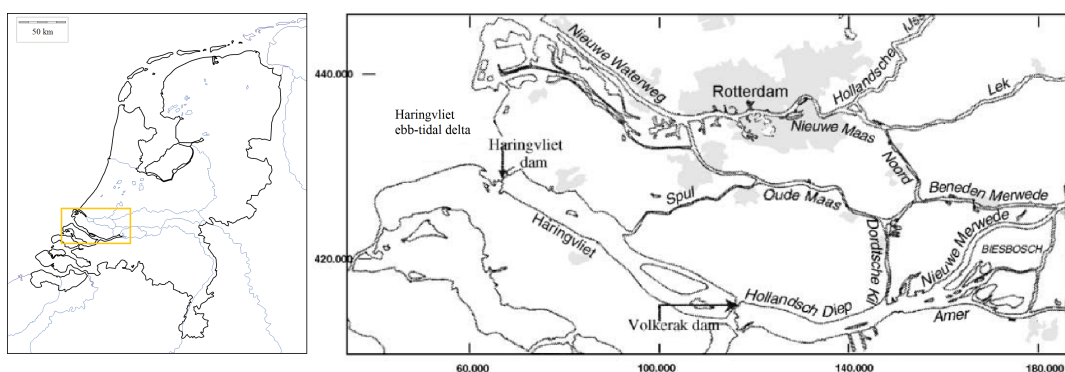 50 km
440.000
420.000
60.000
100.000
140.000
180.000
Haringvliet
ebb-tidal delta
Haringvliet
dam
Nieuwe Waterweg
Rotterdam
Nieuwe Maas
Hollandsche
IJss
Lek
Noord
Beneden Merwede
Nieuwe Merwede
BIESBOSCH
Spui
Oude Maas
Dordtsche Kil
Haringvliet
Hollandsch Diep
Amer
Volkerak dam